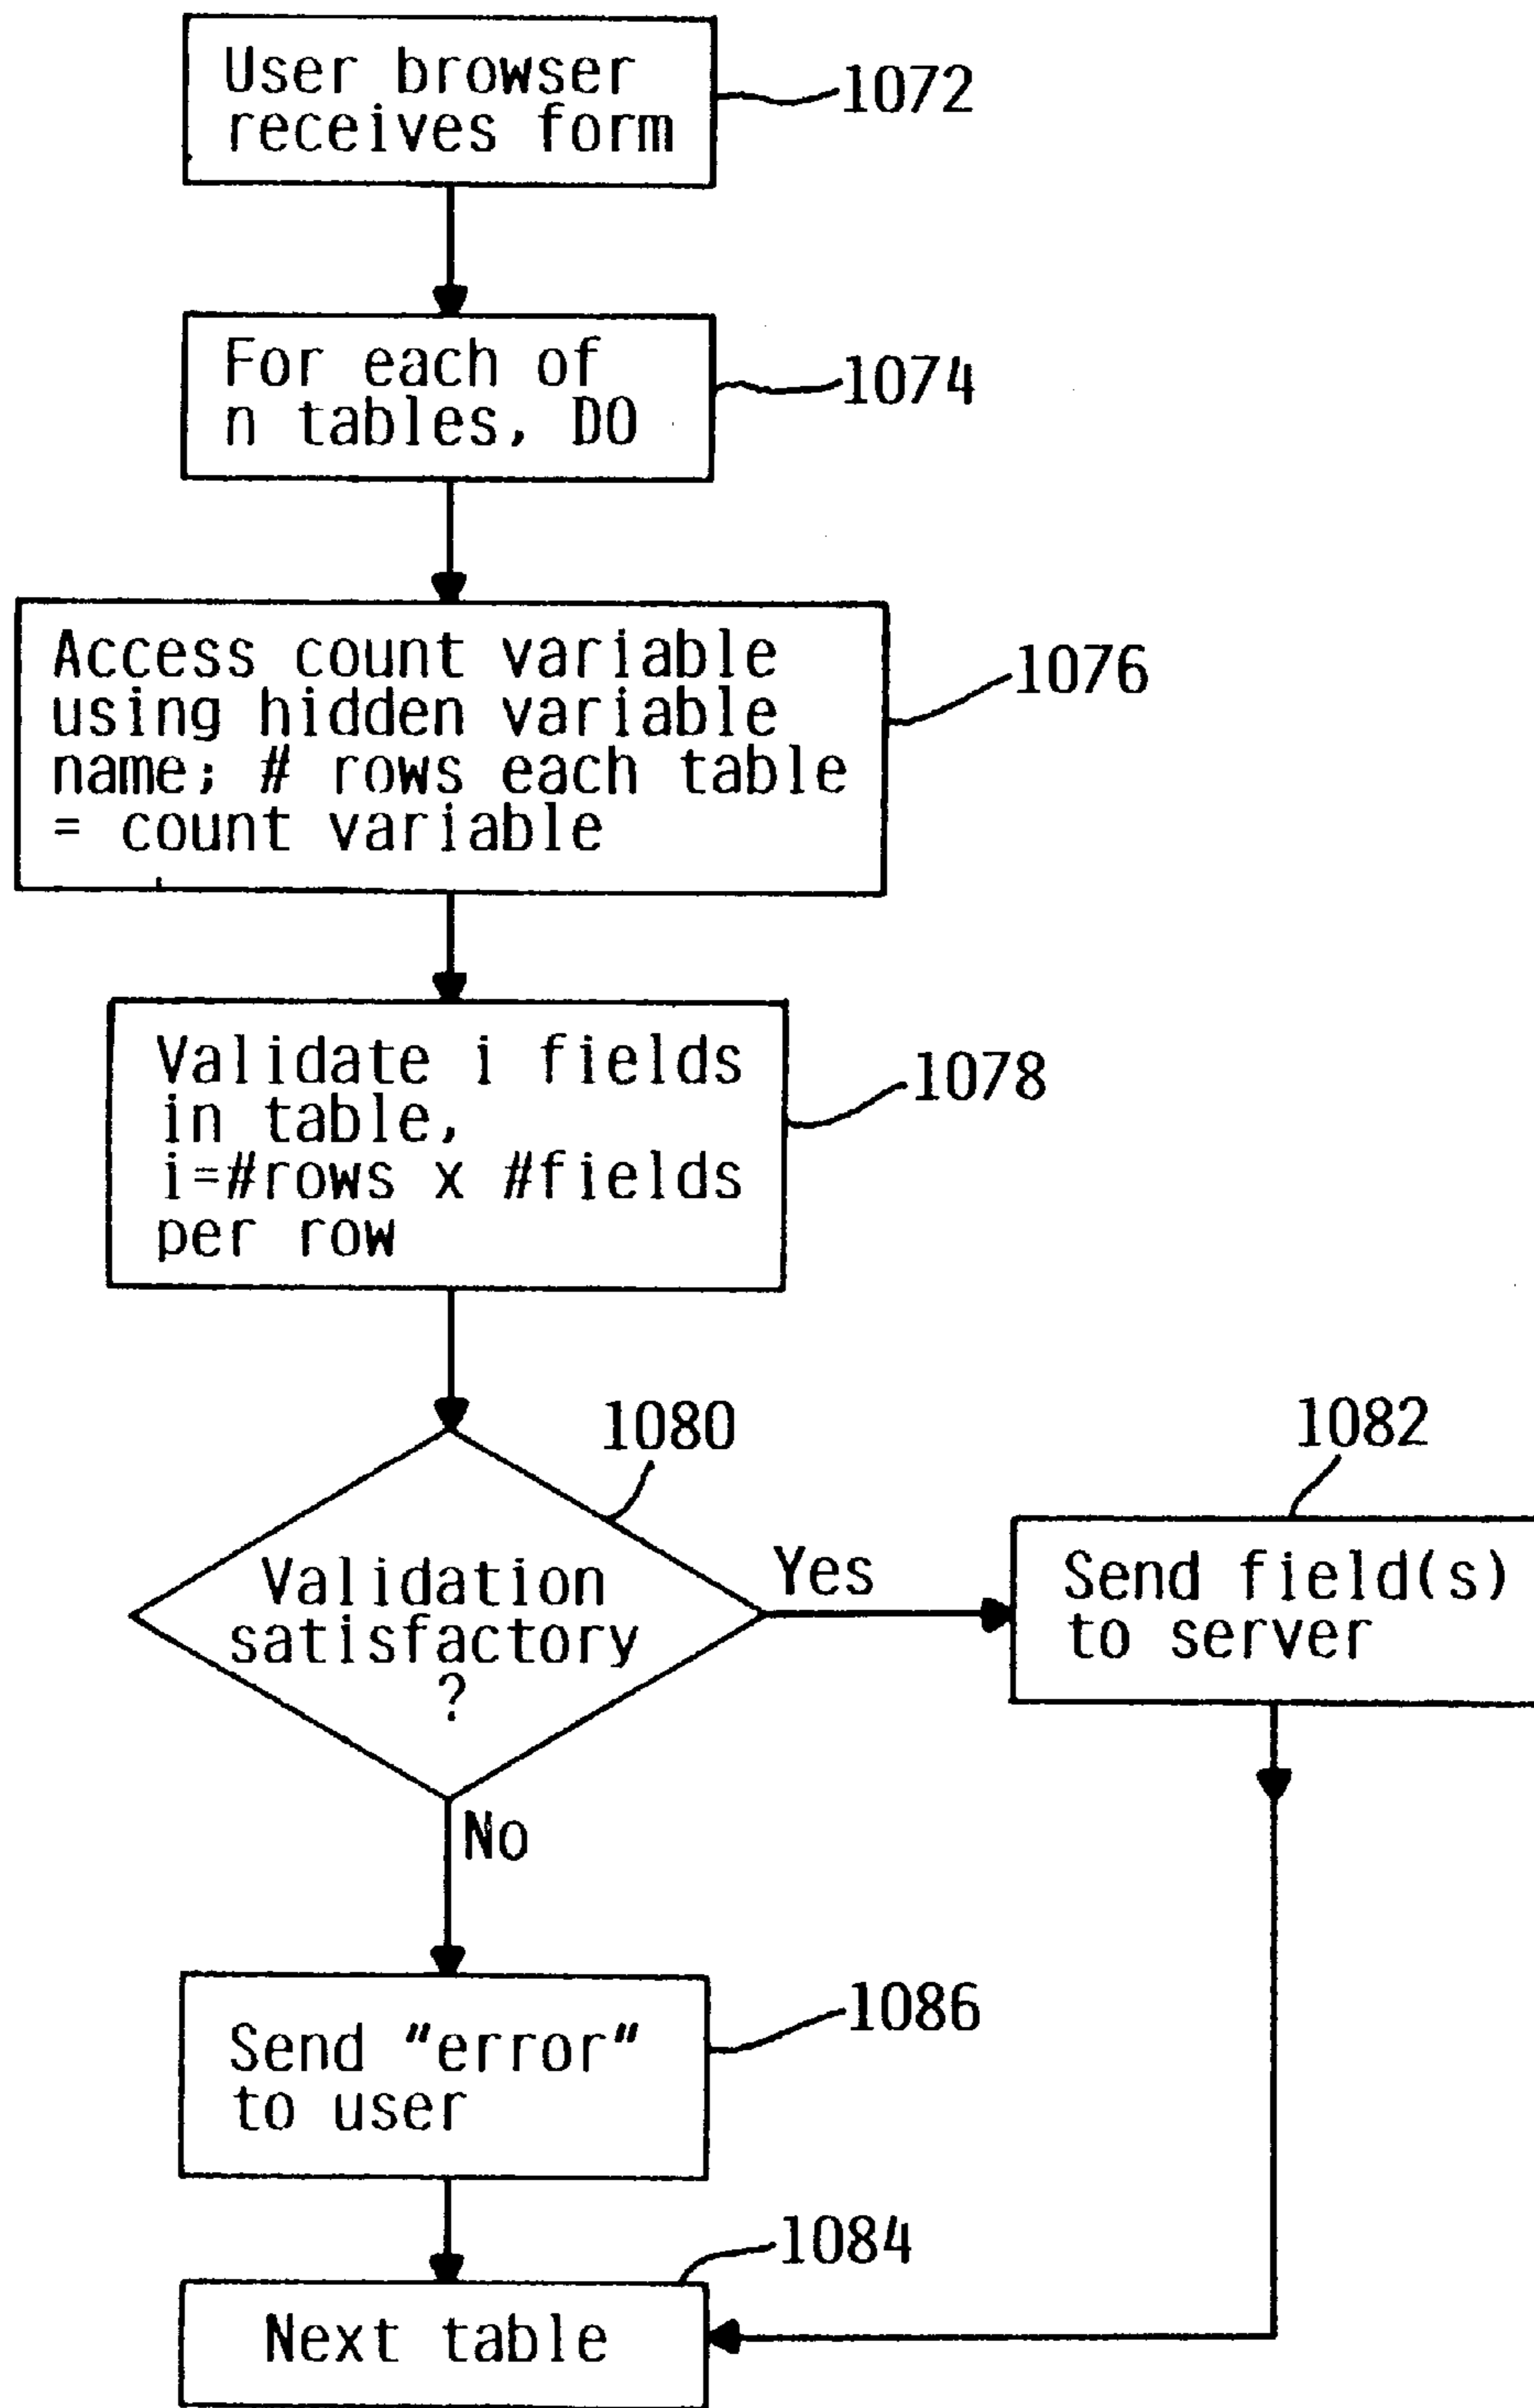 User browser
receives form
1072
For each of
n tables, DO
1074
Access count variable
using hidden variable
name; # rows each table
= count variable
1076
Validate i fields
in table,
i=#rows x #fields
per row
1078
1080
Validation
satisfactory
?
Yes
1082
Send field(s)
to server
No
Send "error"
to user
1086
1084
Next table